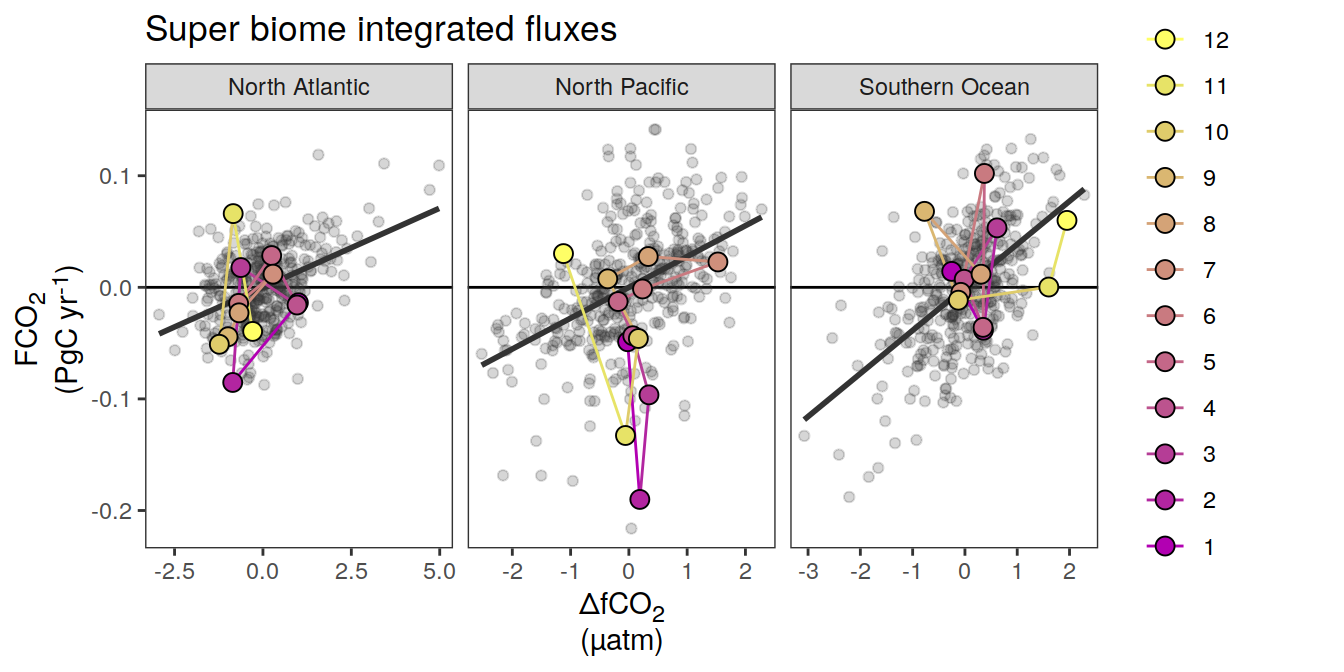 Super biome integrated fluxes
North Atlantic
North Pacific
Southern Ocean
0.1
0.0
-0.1
-0.2
FCO₂
(PgC yr⁻¹)
-2.5 0.0 2.5 5.0
-2 -1 0 1 2
-3 -2 -1 0 1 2
ΔfCO₂
(µatm)
12
11
10
9
8
7
6
5
4
3
2
1